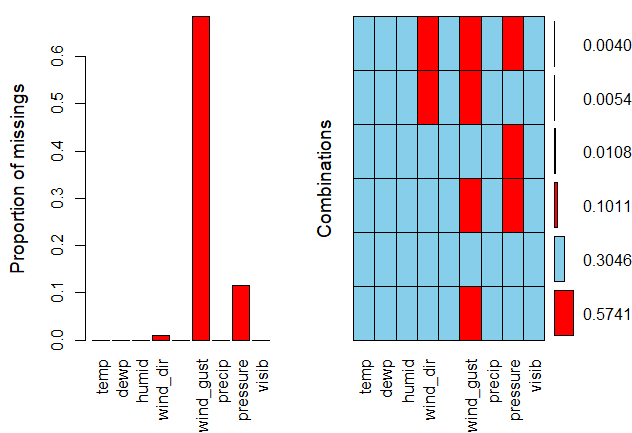 Proportion of missings
0.6
0.5
0.4
0.3
0.2
0.1
0.0
temp
dewp
humid
wind_dir
wind_gust
precip
pressure
visib
Combinations
temp
dewp
humid
wind_dir
wind_gust
precip
pressure
visib
0.0040
0.0054
0.0108
0.1011
0.3046
0.5741